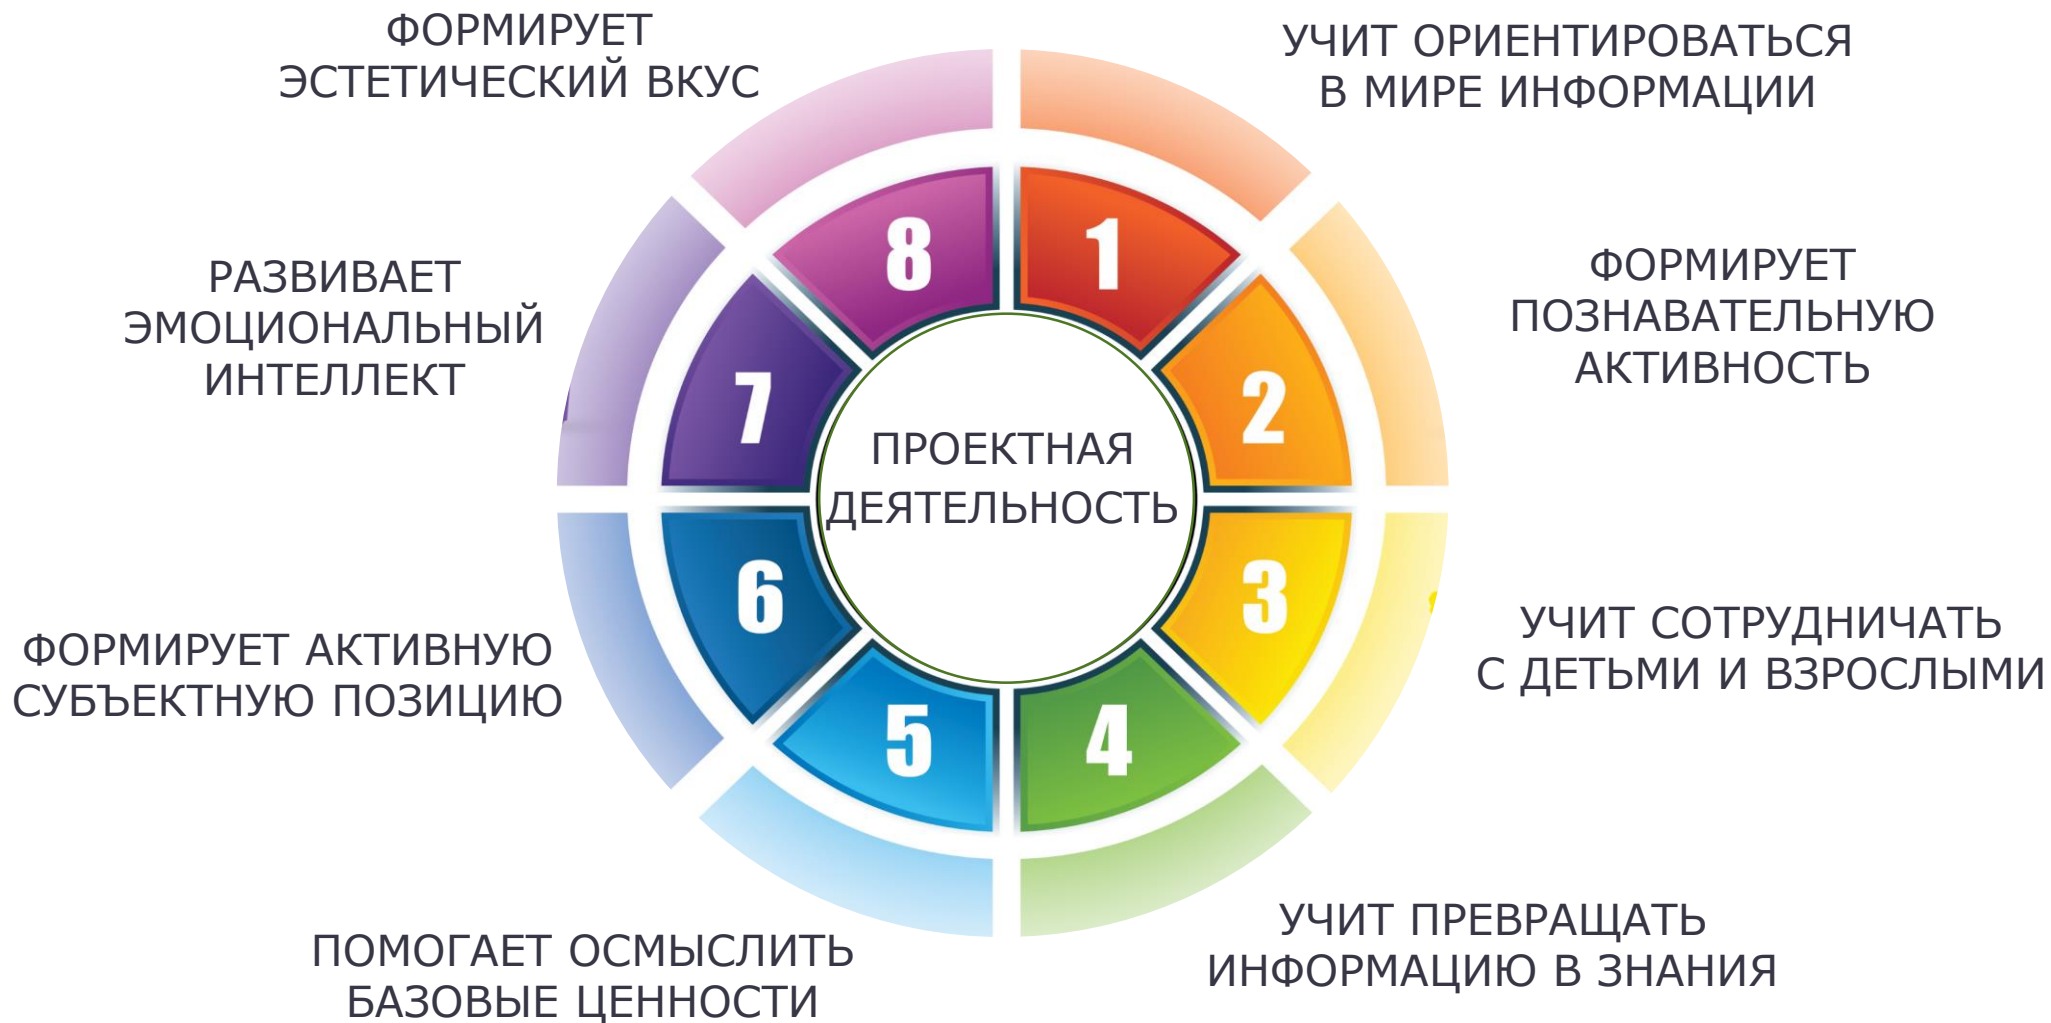 ФОРМИРУЕТ
ЭСТЕТИЧЕСКИЙ ВКУС
УЧИТ ОРИЕНТИРОВАТЬСЯ
В МИРЕ ИНФОРМАЦИИ
8
1
РАЗВИВАЕТ
ЭМОЦИОНАЛЬНЫЙ
ИНТЕЛЛЕКТ
ФОРМИРУЕТ
ПОЗНАВАТЕЛЬНУЮ
АКТИВНОСТЬ
7
2
ПРОЕКТНАЯ
ДЕЯТЕЛЬНОСТЬ
6
3
ФОРМИРУЕТ АКТИВНУЮ
СУБЪЕКТНУЮ ПОЗИЦИЮ
УЧИТ СОТРУДНИЧАТЬ
С ДЕТЬМИ И ВЗРОСЛЫМИ
5
4
ПОМОГАЕТ ОСМЫСЛИТЬ
БАЗОВЫЕ ЦЕННОСТИ
УЧИТ ПРЕВРАЩАТЬ
ИНФОРМАЦИЮ В ЗНАНИЯ